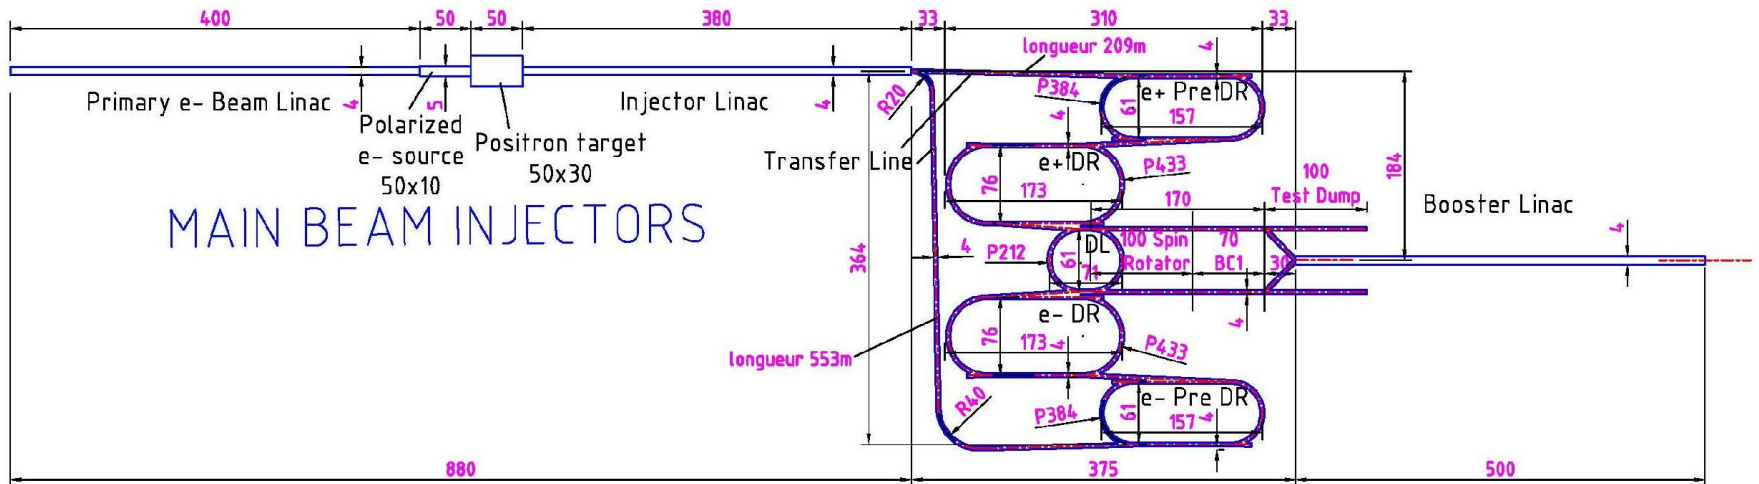 400
50
50
380
33
310
33
longueur 209m
4
Primary e- Beam Linac
4
5
Injector Linac
4
R20
P384
61
e+ Pre DR
157
Polarized
e- source
50x10
Positron target
50x30
Transfer Line
4
e+ DR
P433
76
173
184
100
Test Dump
170
Booster Linac
4
MAIN BEAM INJECTORS
364
4
P212
61
DL
71
100 Spin
Rotator
70
BC1
30
4
e- DR
76
173
4
P433
longueur 553m
R40
P384
61
e- Pre DR
157
4
880
375
500